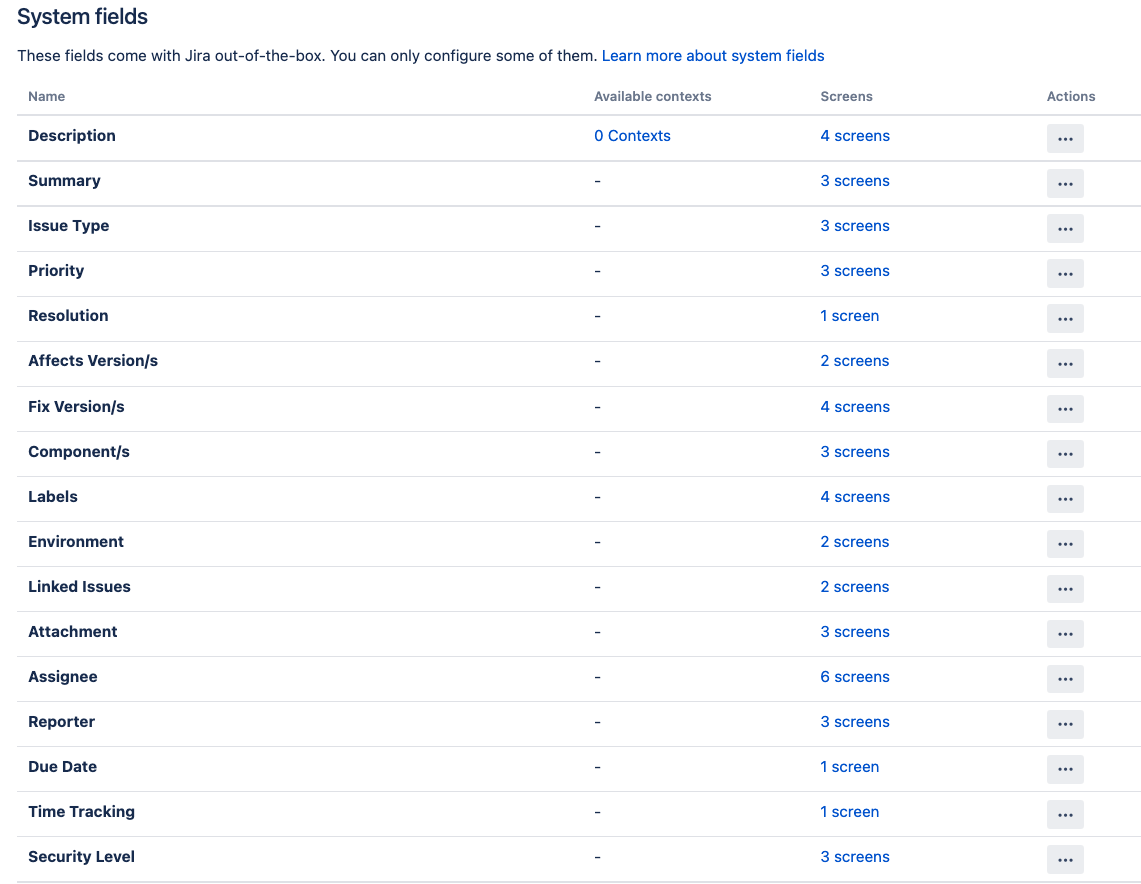 System fields
These fields come with Jira out-of-the-box. You can only configure some of them. Learn more about system fields
Name Available contexts Screens Actions
Description 0 Contexts 4 screens ...
Summary - 3 screens ...
Issue Type - 3 screens ...
Priority - 3 screens ...
Resolution - 1 screen ...
Affects Version/s - 2 screens ...
Fix Version/s - 4 screens ...
Component/s - 3 screens ...
Labels - 4 screens ...
Environment - 2 screens ...
Linked Issues - 2 screens ...
Attachment - 3 screens ...
Assignee - 6 screens ...
Reporter - 3 screens ...
Due Date - 1 screen ...
Time Tracking - 1 screen ...
Security Level - 3 screens ...